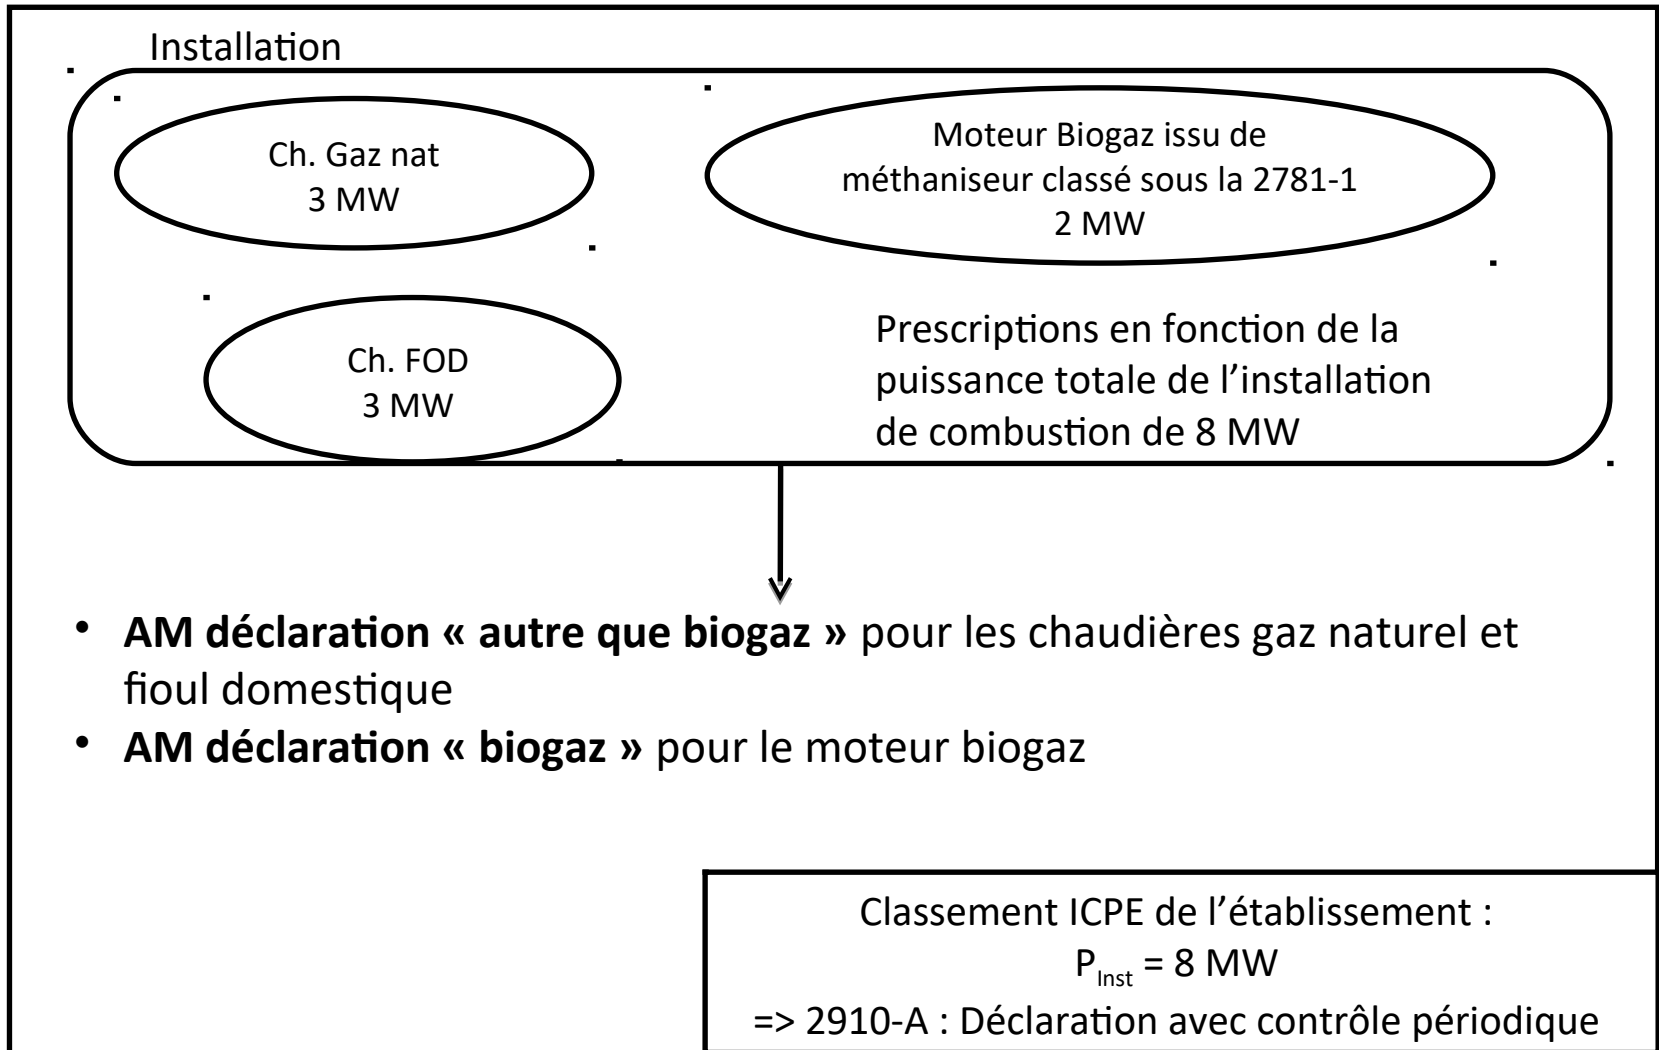 Installation
Ch. Gaz nat
3 MW
Moteur Biogaz issu de
méthaniseur classé sous la 2781-1
2 MW
Ch. FOD
3 MW
Prescriptions en fonction de la
puissance totale de l’installation
de combustion de 8 MW
• AM déclaration « autre que biogaz » pour les chaudières gaz naturel et
fioul domestique
• AM déclaration « biogaz » pour le moteur biogaz
Classement ICPE de l’établissement :
PInst = 8 MW
=> 2910-A : Déclaration avec contrôle périodique